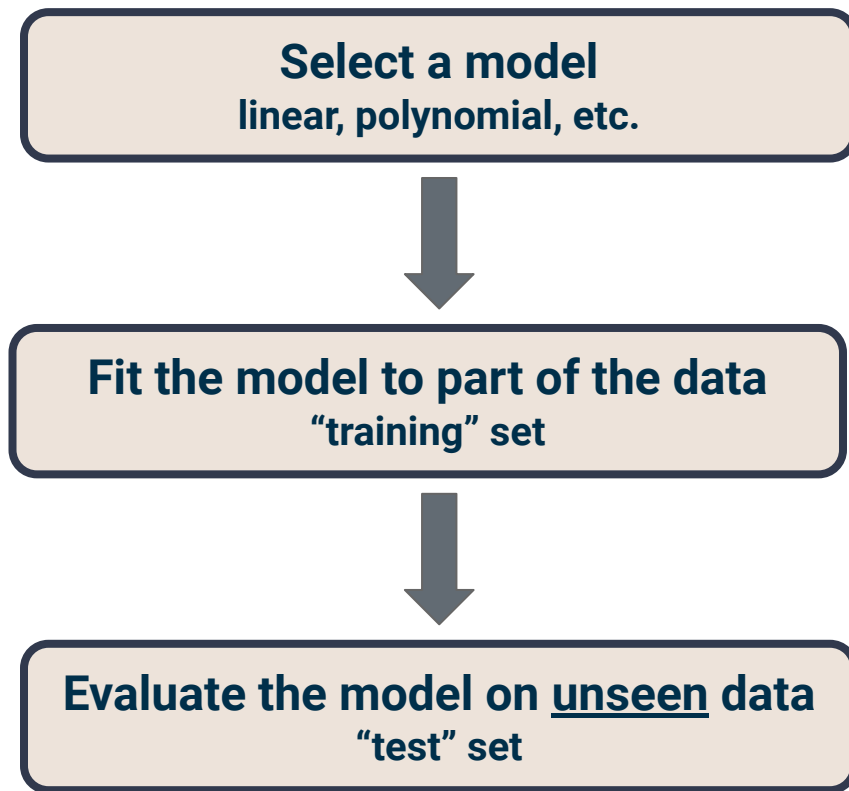 Select a model
linear, polynomial, etc.
Fit the model to part of the data
“training” set
Evaluate the model on unseen data
“test” set